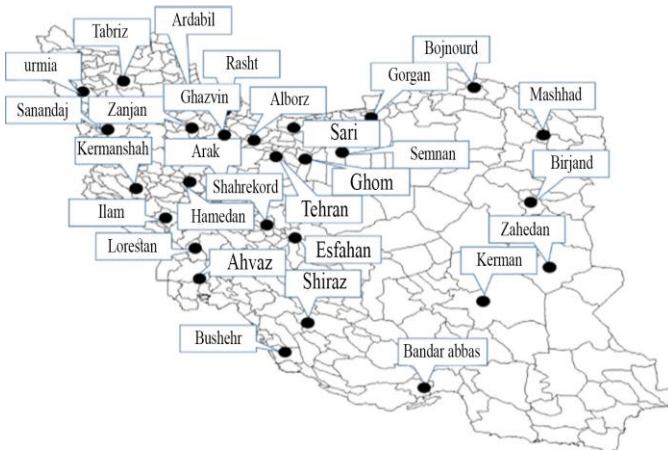 Tabriz
Ardabil
Bojnourd
urmia
Rasht
Gorgan
Sanandaj
Zanjan
Ghazvin
Alborz
Mashhad
Kermanshah
Arak
Sari
Semnan
Birjand
Shahrekord
Ghom
Ilam
Hamedan
Tehran
Zahedan
Lorestan
Esfahan
Kerman
Ahvaz
Shiraz
Bushehr
Bandar abbas